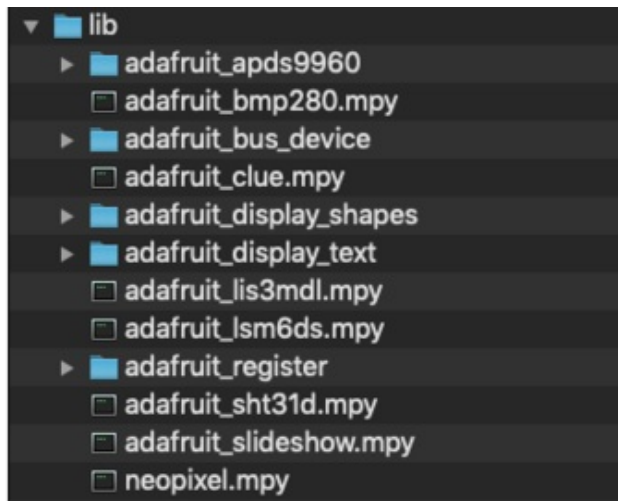 lib
adafruit_apds9960
adafruit_bmp280.mpy
adafruit_bus_device
adafruit_clue.mpy
adafruit_display_shapes
adafruit_display_text
adafruit_lis3mdl.mpy
adafruit_lsm6ds.mpy
adafruit_register
adafruit_sht31d.mpy
adafruit_slideshow.mpy
neopixel.mpy